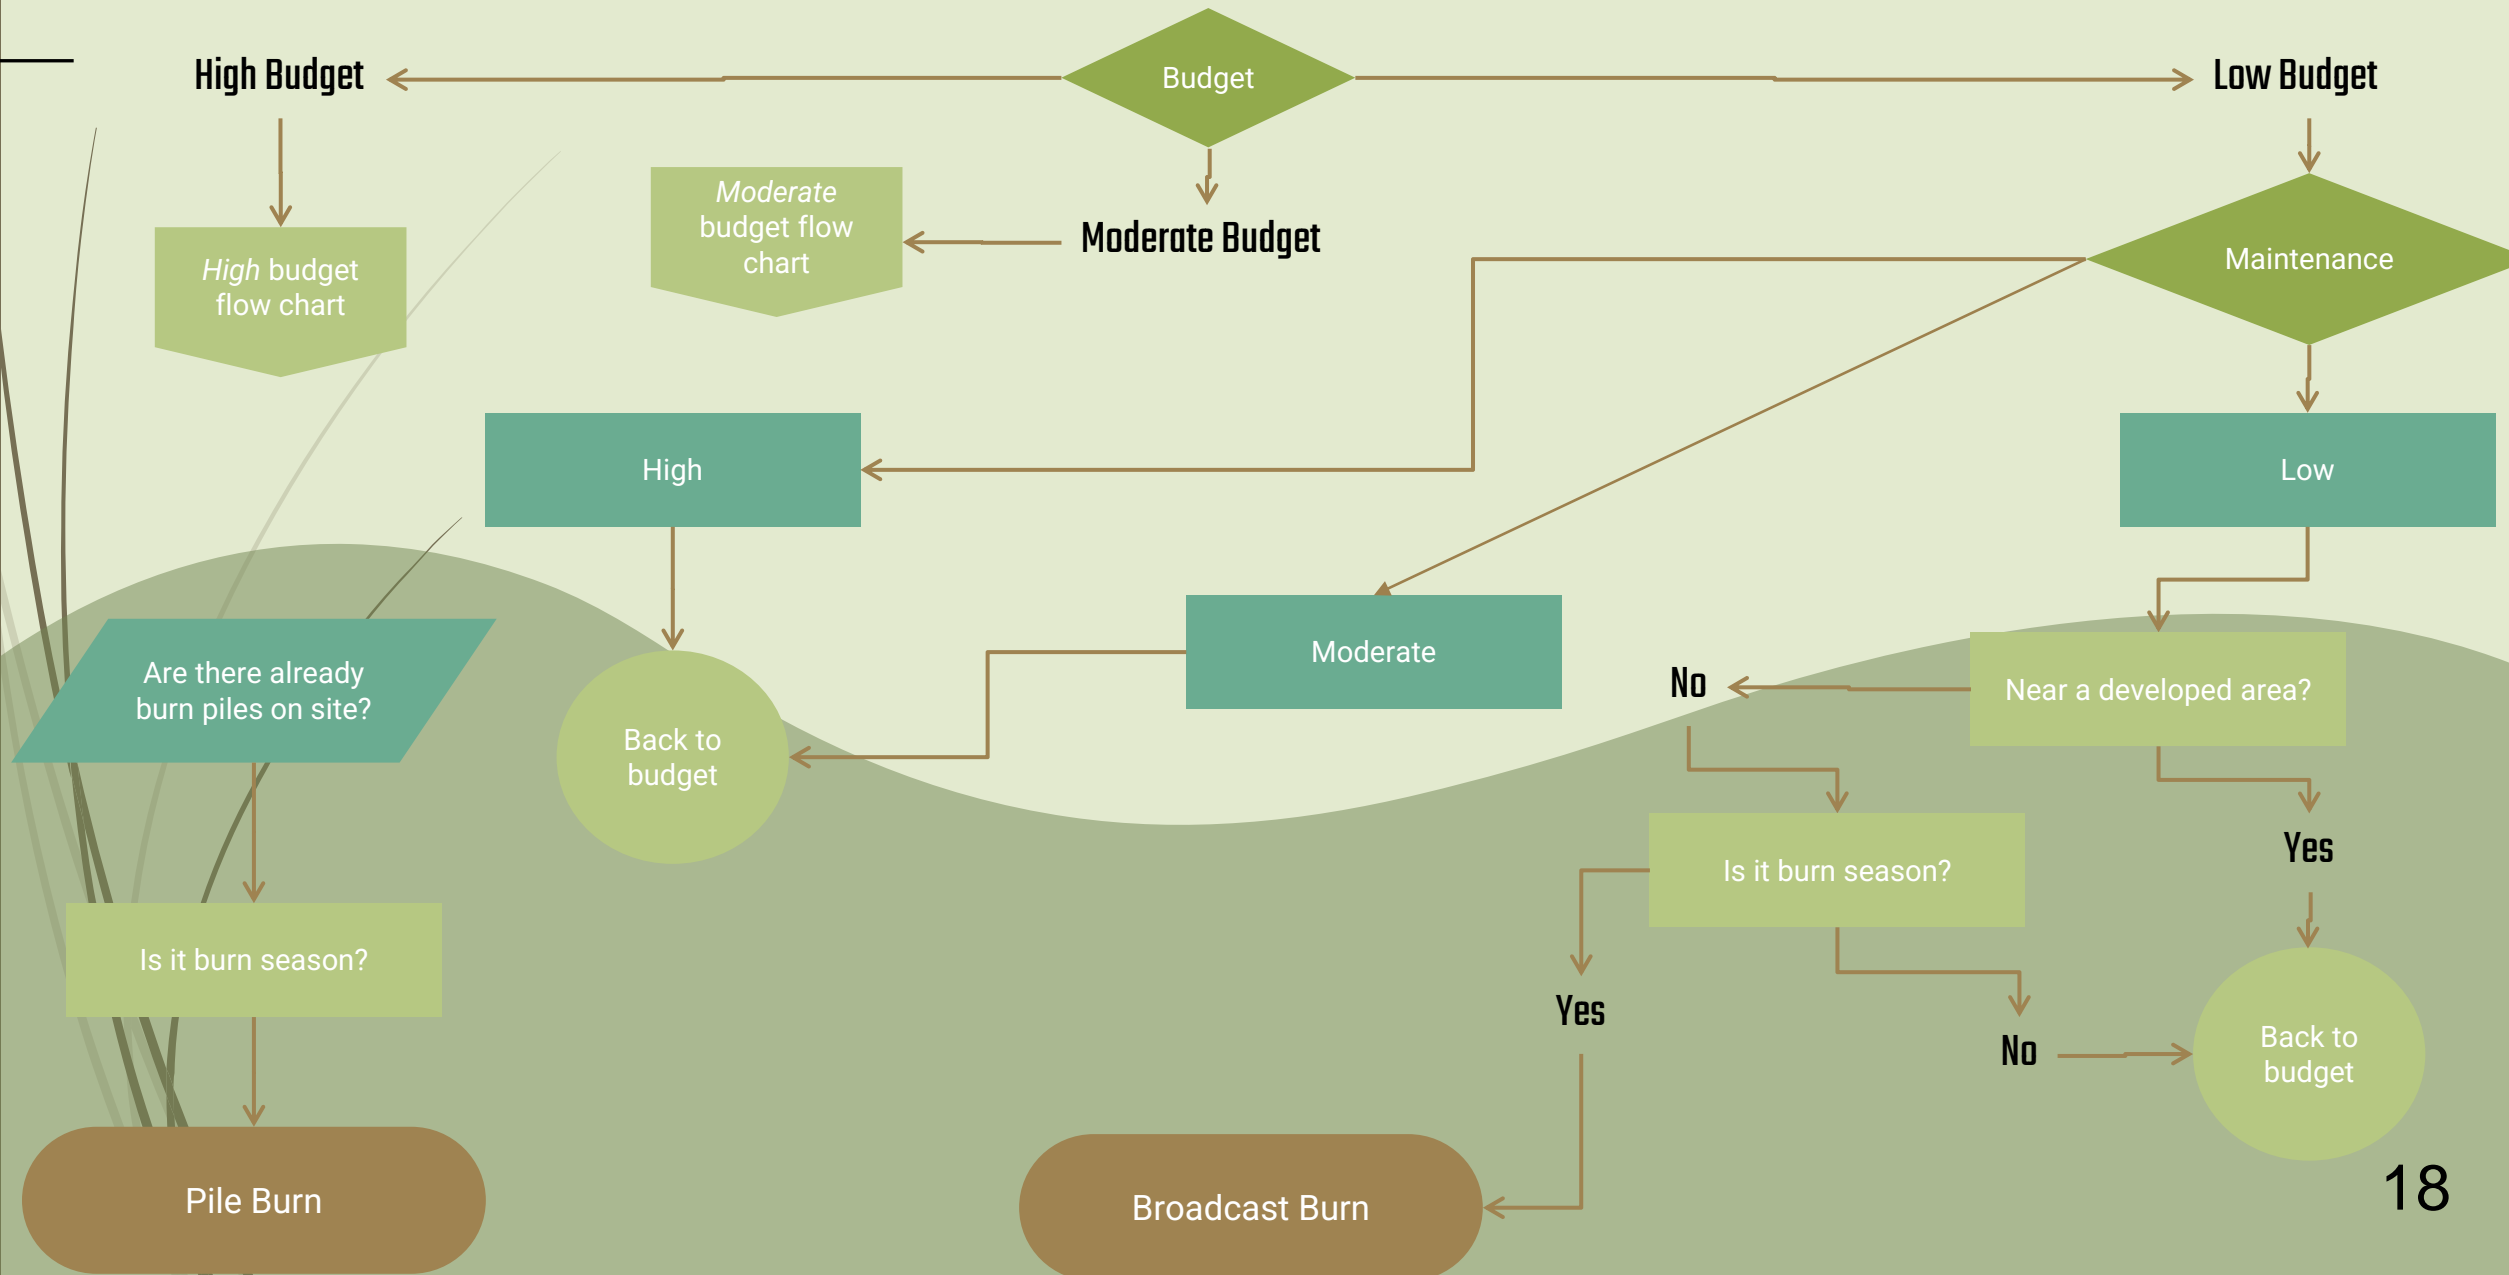 High Budget
Budget
Low Budget
Moderate
budget flow
chart
Moderate Budget
High budget
flow chart
Maintenance
High
Low
Are there already
burn piles on site?
Back to
budget
Moderate
No
Near a developed area?
Is it burn season?
Yes
Is it burn season?
Yes
No
Back to
budget
Pile Burn
Broadcast Burn
18